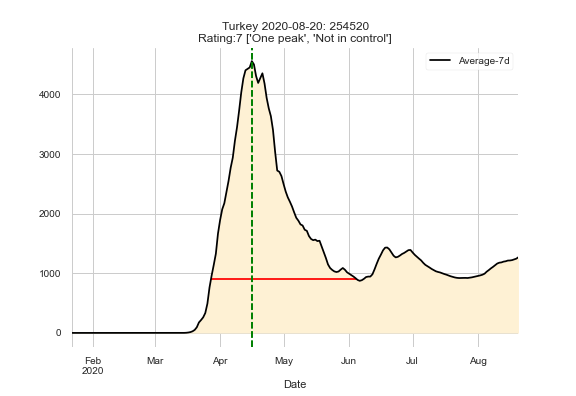 Turkey 2020-08-20: 254520
Rating:7 ['One peak', 'Not in control']
Average-7d
4000
3000
2000
1000
0
Feb
2020
Mar
Apr
May
Jun
Jul
Aug
Date